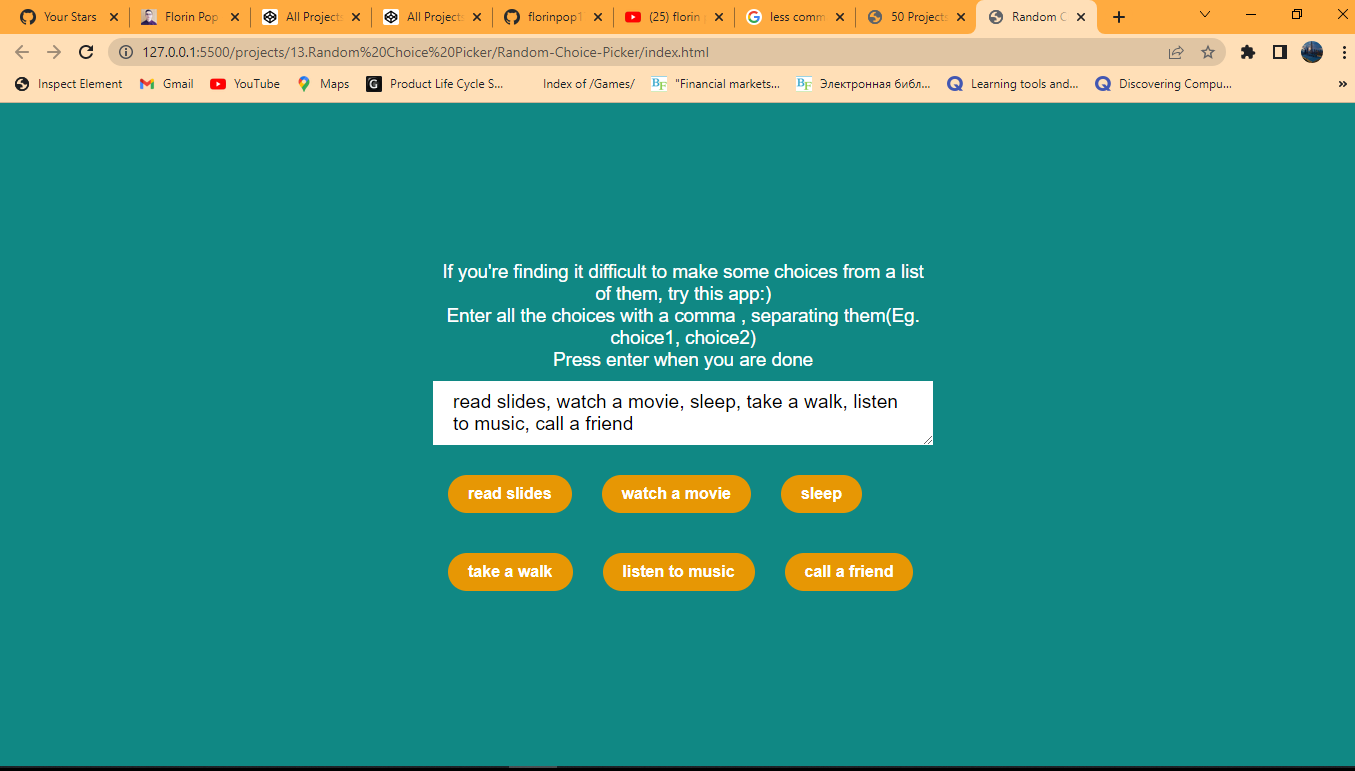 Your Stars
Florin Pop
All Projects
All Projects
florinpop1
(25) florin
less comm
50 Projects
Random C
127.0.0.1:5500/projects/13.Random%20Choice%20Picker/Random-Choice-Picker/index.html
Inspect Element
Gmail
YouTube
Maps
G
Product Life Cycle S...
Index of /Games/
BF
"Financial markets...
BF
Электронная библ...
Learning tools and...
Discovering Compu...
»
If you're finding it difficult to make some choices from a list
of them, try this app:)
Enter all the choices with a comma , separating them(Eg.
choice1, choice2)
Press enter when you are done
read slides, watch a movie, sleep, take a walk, listen
to music, call a friend
read slides
watch a movie
sleep
take a walk
listen to music
call a friend